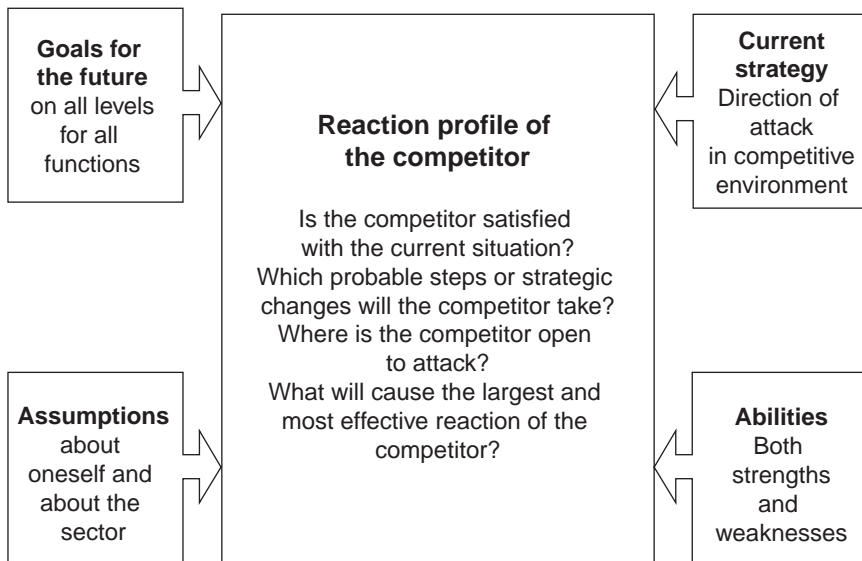 Goals for
the future
on all levels
for all
functions
Reaction profile of
the competitor
Is the competitor satisfied
with the current situation?
Which probable steps or strategic
changes will the competitor take?
Where is the competitor open
to attack?
What will cause the largest and
most effective reaction of the
competitor?
Current
strategy
Direction of
attack
in competitive
environment
Assumptions
about
oneself and
about the
sector
Abilities
Both
strengths
and
weaknesses